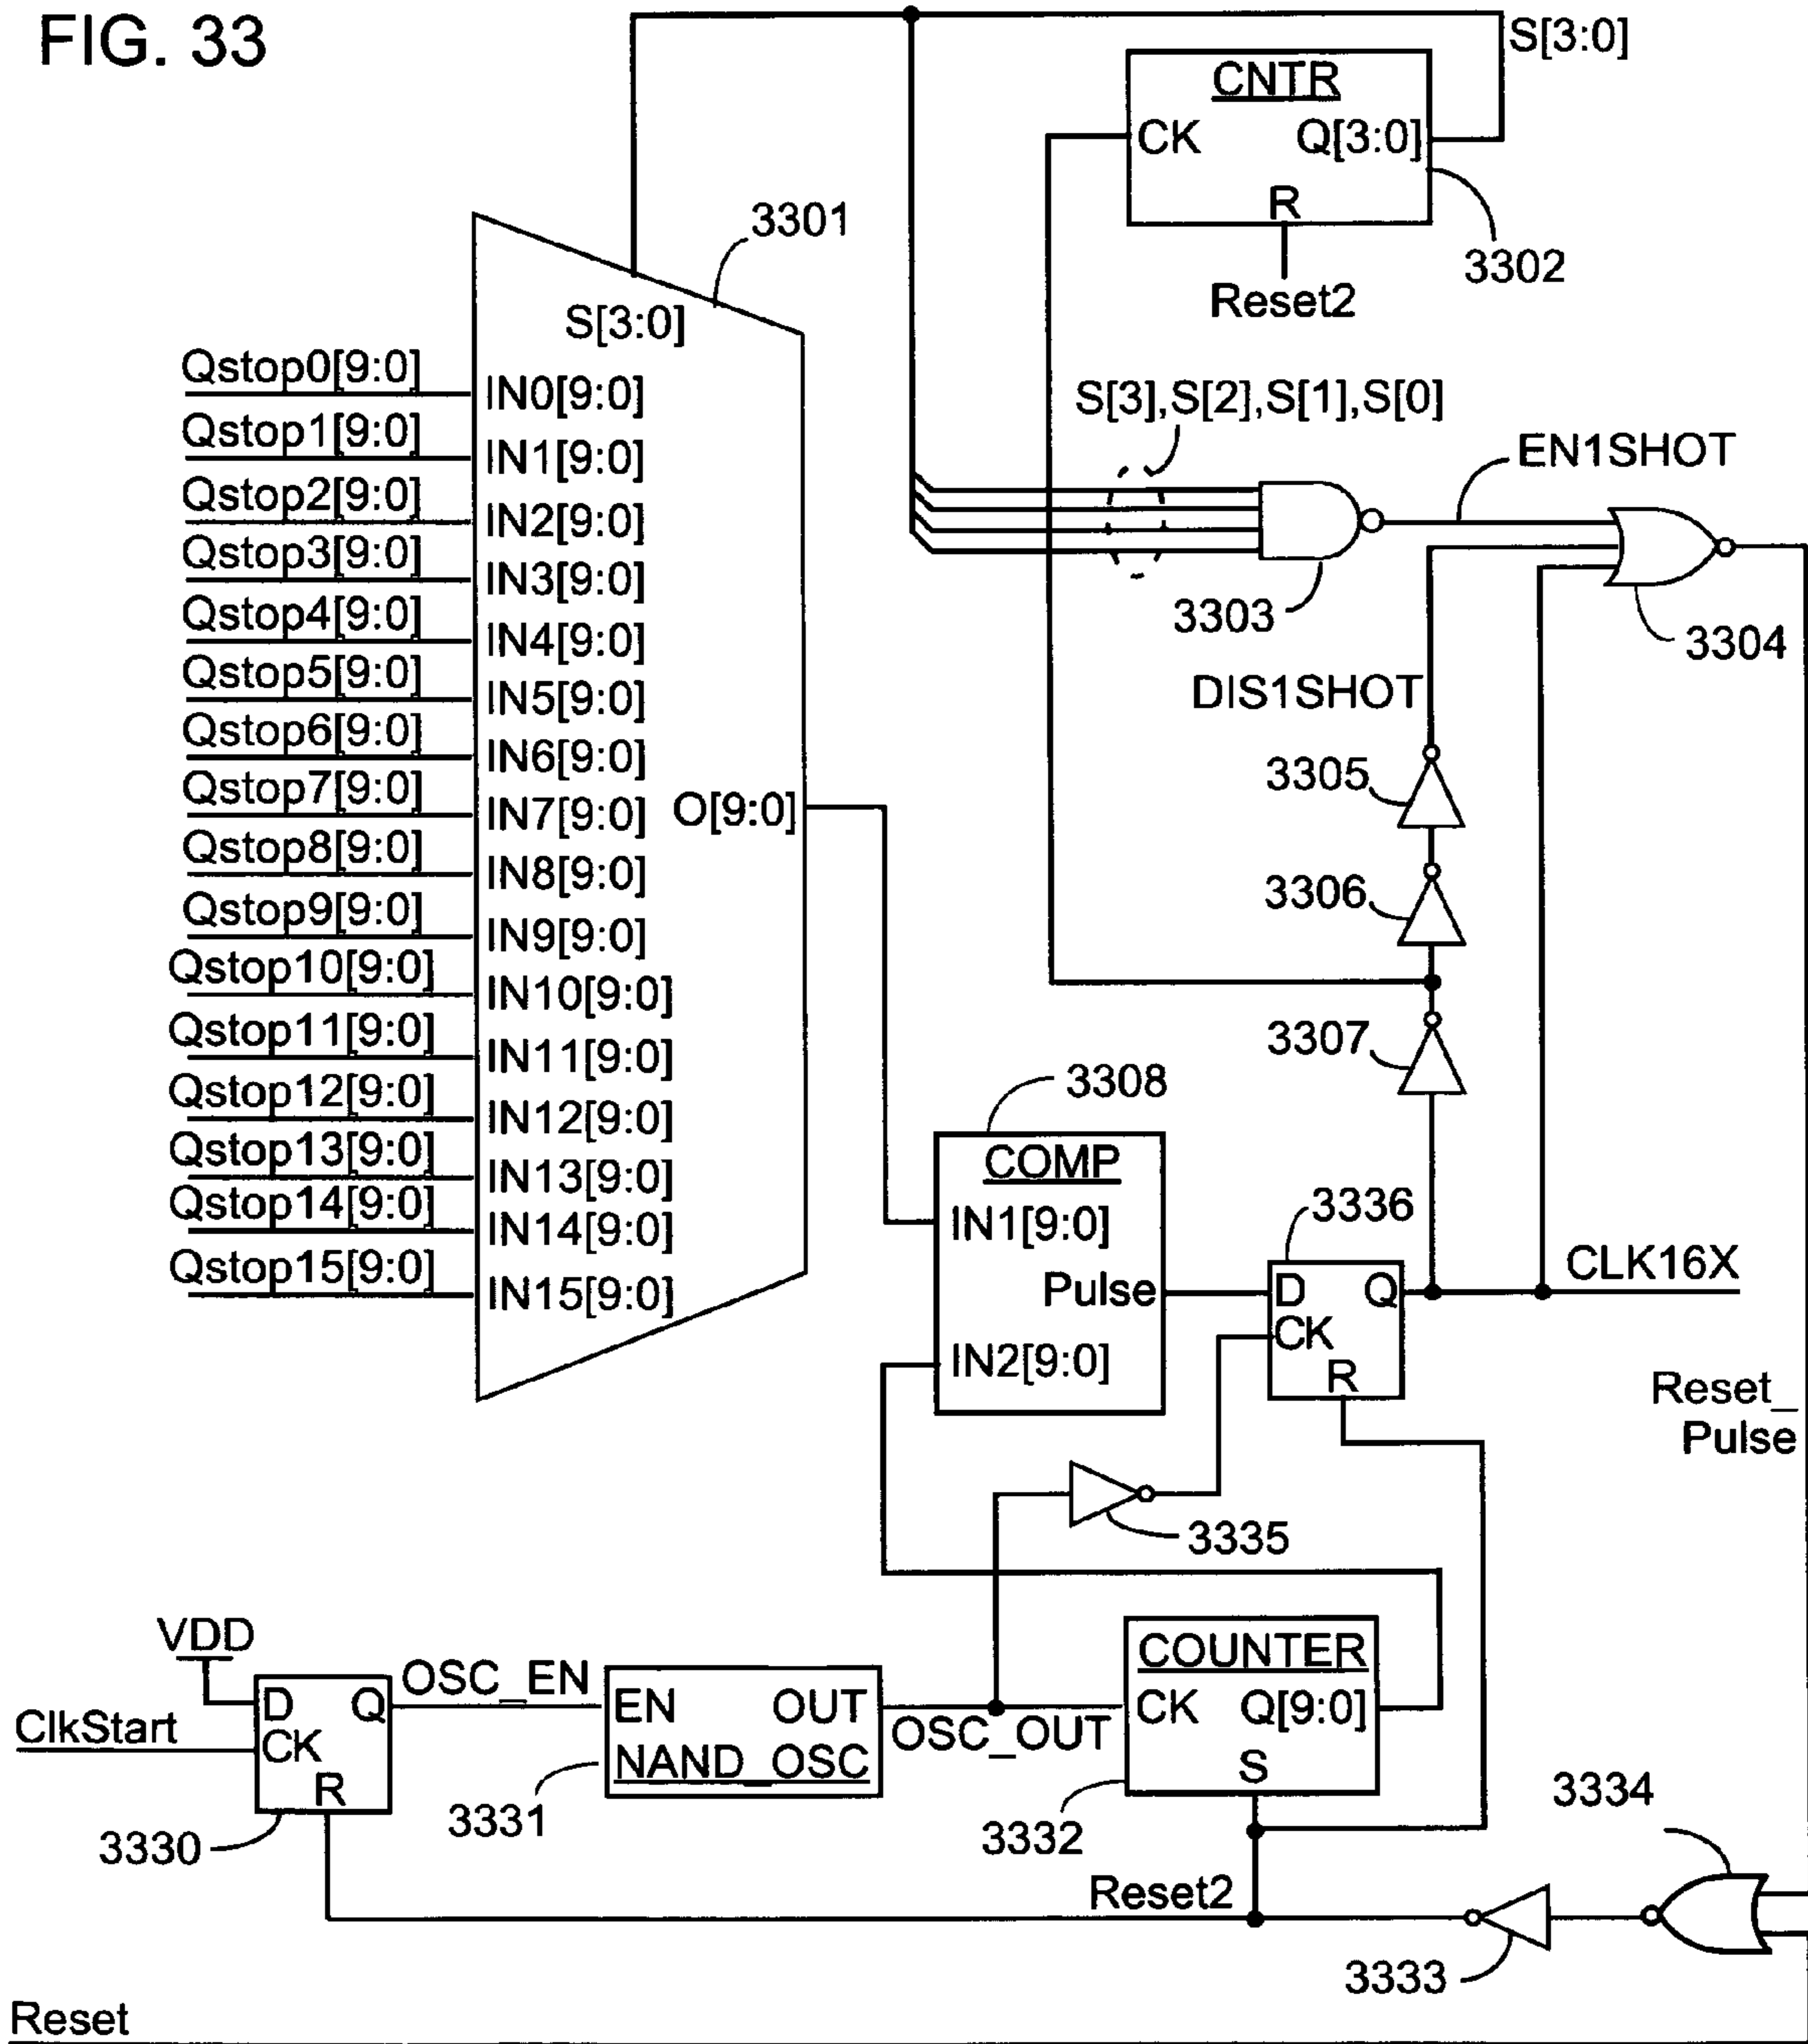 FIG. 33
S[3:0]
CNTR
CK
Q[3:0]
R
3302
Reset2
3301
S[3:0]
Qstop0[9:0]
IN0[9:0]
Qstop1[9:0]
IN1[9:0]
Qstop2[9:0]
IN2[9:0]
Qstop3[9:0]
IN3[9:0]
Qstop4[9:0]
IN4[9:0]
Qstop5[9:0]
IN5[9:0]
Qstop6[9:0]
IN6[9:0]
Qstop7[9:0]
IN7[9:0]
O[9:0]
Qstop8[9:0]
IN8[9:0]
Qstop9[9:0]
IN9[9:0]
Qstop10[9:0]
IN10[9:0]
Qstop11[9:0]
IN11[9:0]
Qstop12[9:0]
IN12[9:0]
Qstop13[9:0]
IN13[9:0]
Qstop14[9:0]
IN14[9:0]
Qstop15[9:0]
IN15[9:0]
S[3],S[2],S[1],S[0]
EN1SHOT
3303
3304
DIS1SHOT
3305
3306
3307
3308
COMP
IN1[9:0]
Pulse
IN2[9:0]
3336
D
Q
CK
R
CLK16X
Reset_
Pulse
3335
VDD
ClkStart
D
Q
CK
R
3330
OSC_EN
EN
OUT
NAND_OSC
3331
OSC_OUT
COUNTER
CK
Q[9:0]
S
3332
3334
Reset2
3333
Reset